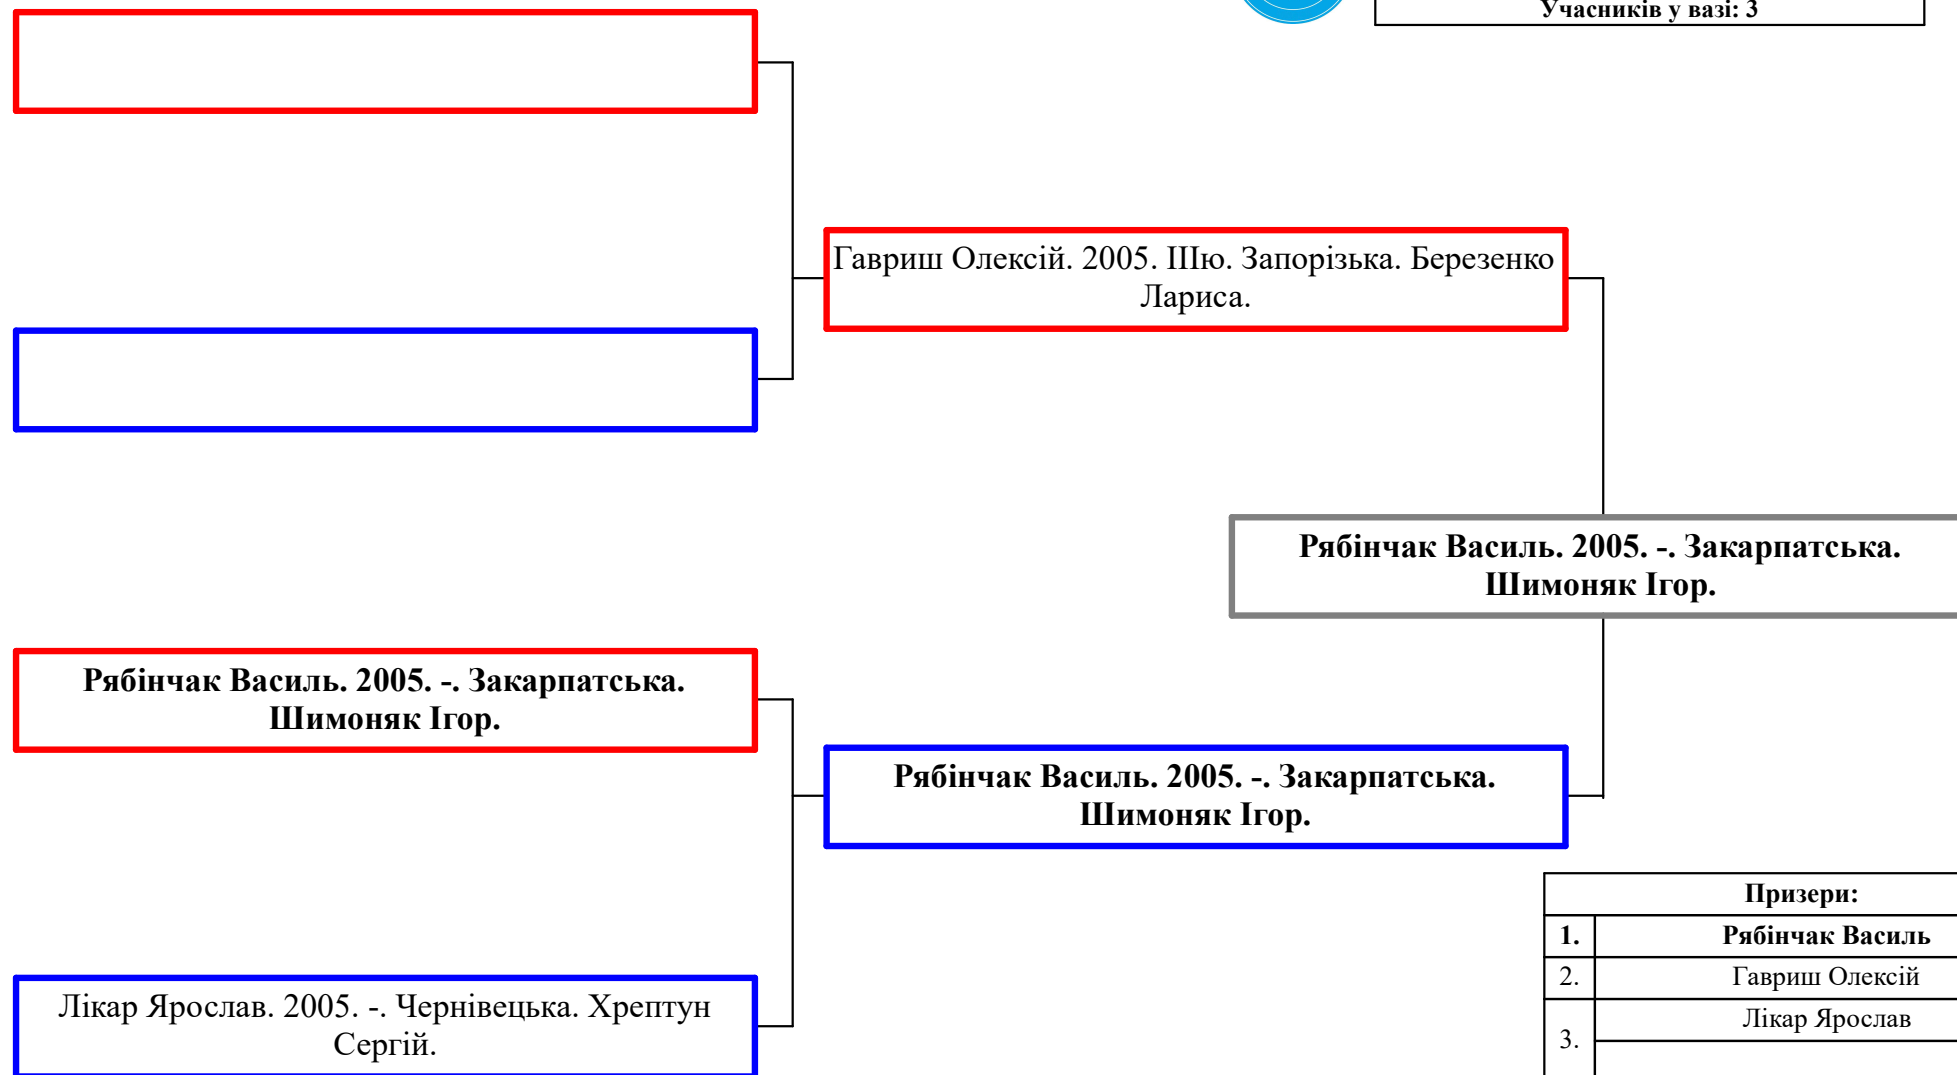 Учасників у вазі: 3
Гавриш Олексій. 2005. ІІІю. Запорізька. Березенко
Лариса.
Рябінчак Василь. 2005. -. Закарпатська.
Шимоняк Ігор.
Рябінчак Василь. 2005. -. Закарпатська.
Шимоняк Ігор.
Рябінчак Василь. 2005. -. Закарпатська.
Шимоняк Ігор.
Лікар Ярослав. 2005. -. Чернівецька. Хрептун
Сергій.
Призери:
1. Рябінчак Василь
2. Гавриш Олексій
3. Лікар Ярослав